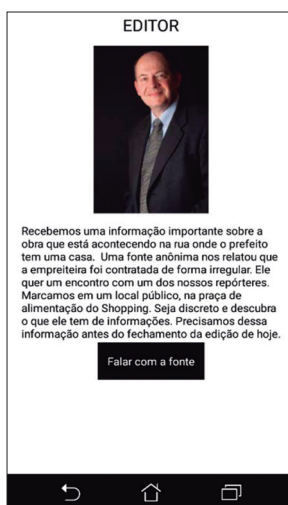 EDITOR
Recebemos uma informação importante sobre a
obra que está acontecendo na rua onde o prefeito
tem uma casa. Uma fonte anônima nos relatou que
a empreiteira foi contratada de forma irregular. Ele
quer um encontro com um dos nossos repórteres.
Marcamos em um local público, na praça de
alimentação do Shopping. Seja discreto e descubra
o que ele tem de informações. Precisamos dessa
informação antes do fechamento da edição de hoje.
Falar com a fonte